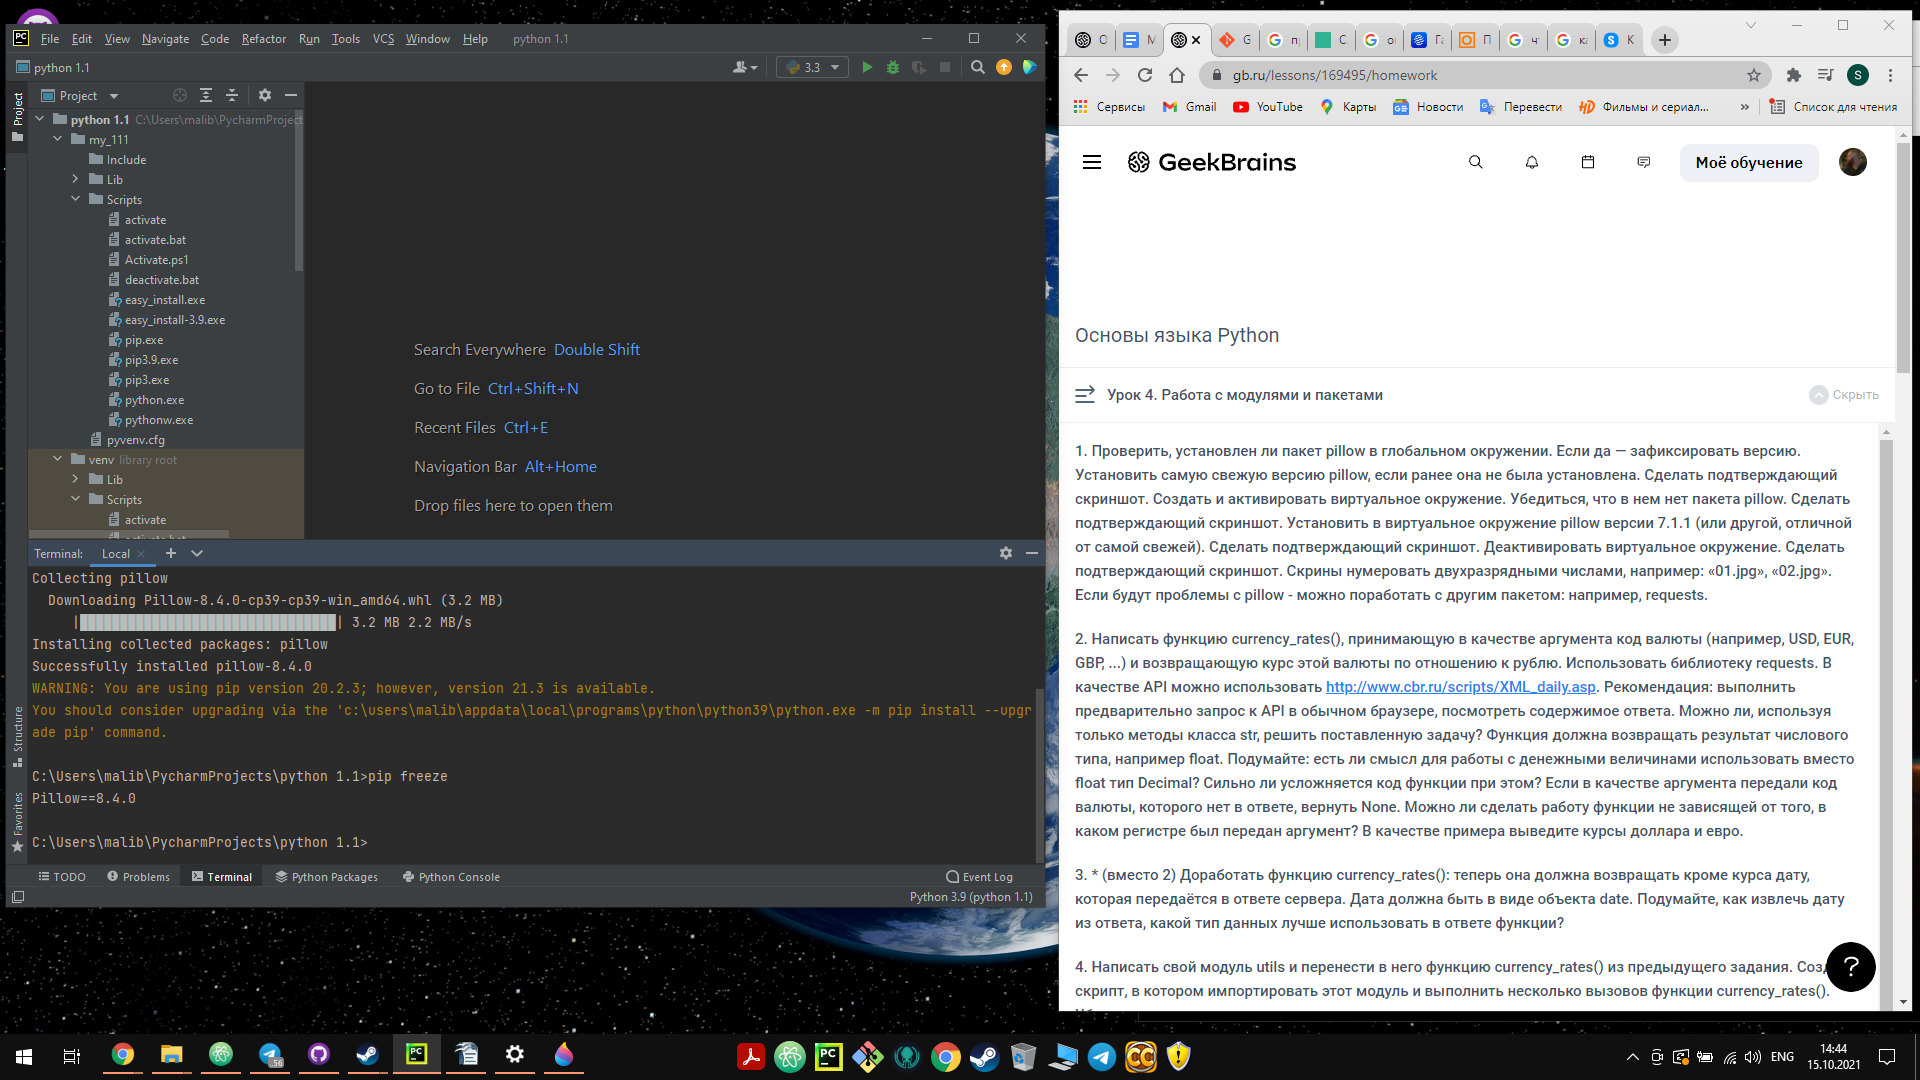 PC File Edit View Navigate Code Refactor Run Tools VCS Window Help python 1.1
python 1.1
3.3
Project
Project
python 1.1 C:\Users\malib\PycharmProject
my_111
Include
Lib
Scripts
activate
activate.bat
Activate.ps1
deactivate.bat
easy_install.exe
easy_install-3.9.exe
pip.exe
pip3.9.exe
pip3.exe
python.exe
pythonw.exe
pyvenv.cfg
venv library root
Lib
Scripts
activate
Search Everywhere Double Shift
Go to File Ctrl+Shift+N
Recent Files Ctrl+E
Navigation Bar Alt+Home
Drop files here to open them
Terminal: Local
Structure
Favorites
Collecting pillow
Downloading Pillow-8.4.0-cp39-cp39-win_amd64.whl (3.2 MB)
| 3.2 MB 2.2 MB/s
Installing collected packages: pillow
Successfully installed pillow-8.4.0
WARNING: You are using pip version 20.2.3; however, version 21.3 is available.
You should consider upgrading via the 'c:\users\malib\appdata\local\programs\python\python39\python.exe -m pip install --upgr
ade pip' command.
C:\Users\malib\PycharmProjects\python 1.1>pip freeze
Pillow==8.4.0
C:\Users\malib\PycharmProjects\python 1.1>
TODO Problems Terminal Python Packages Python Console Event Log
Python 3.9 (python 1.1)
gb.ru/lessons/169495/homework
S
Сервисы Gmail YouTube Карты Новости Перевести Фильмы и сериал... » Список для чтения
GeekBrains Моё обучение
Основы языка Python
Урок 4. Работа с модулями и пакетами Скрыть
1. Проверить, установлен ли пакет pillow в глобальном окружении. Если да — зафиксировать версию.
Установить самую свежую версию pillow, если ранее она не была установлена. Сделать подтверждающий
скриншот. Создать и активировать виртуальное окружение. Убедиться, что в нем нет пакета pillow. Сделать
подтверждающий скриншот. Установить в виртуальное окружение pillow версии 7.1.1 (или другой, отличной
от самой свежей). Сделать подтверждающий скриншот. Деактивировать виртуальное окружение. Сделать
подтверждающий скриншот. Скрины нумеровать двухразрядными числами, например: «01.jpg», «02.jpg».
Если будут проблемы с pillow - можно поработать с другим пакетом: например, requests.
2. Написать функцию currency_rates(), принимающую в качестве аргумента код валюты (например, USD, EUR,
GBP, ...) и возвращающую курс этой валюты по отношению к рублю. Использовать библиотеку requests. В
качестве API можно использовать http://www.cbr.ru/scripts/XML_daily.asp. Рекомендация: выполнить
предварительно запрос к API в обычном браузере, посмотреть содержимое ответа. Можно ли, используя
только методы класса str, решить поставленную задачу? Функция должна возвращать результат числового
типа, например float. Подумайте: есть ли смысл для работы с денежными величинами использовать вместо
float тип Decimal? Сильно ли усложняется код функции при этом? Если в качестве аргумента передали код
валюты, которого нет в ответе, вернуть None. Можно ли сделать работу функции не зависящей от того, в
каком регистре был передан аргумент? В качестве примера выведите курсы доллара и евро.
3. * (вместо 2) Доработать функцию currency_rates(): теперь она должна возвращать кроме курса дату,
которая передаётся в ответе сервера. Дата должна быть в виде объекта date. Подумайте, как извлечь дату
из ответа, какой тип данных лучше использовать в ответе функции?
4. Написать свой модуль utils и перенести в него функцию currency_rates() из предыдущего задания. Созд
скрипт, в котором импортировать этот модуль и выполнить несколько вызовов функции currency_rates().
?
56 PC PC ENG 14:44
15.10.2021